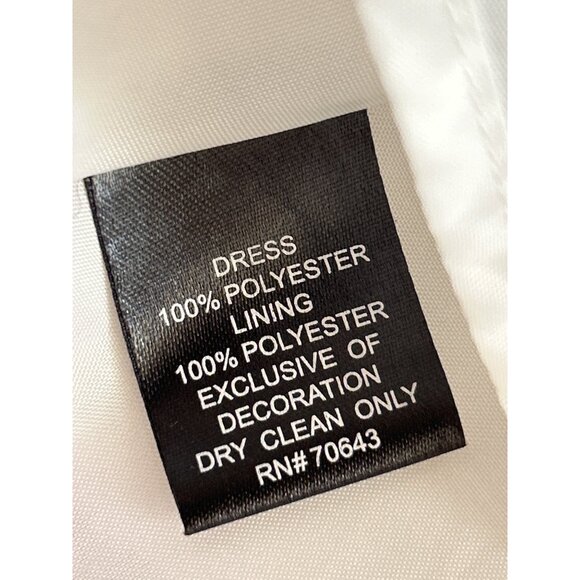 DRESS
100% POLYESTER
LINING
100% POLYESTER
EXCLUSIVE OF
DECORATION
DRY CLEAN ONLY
RN# 70643